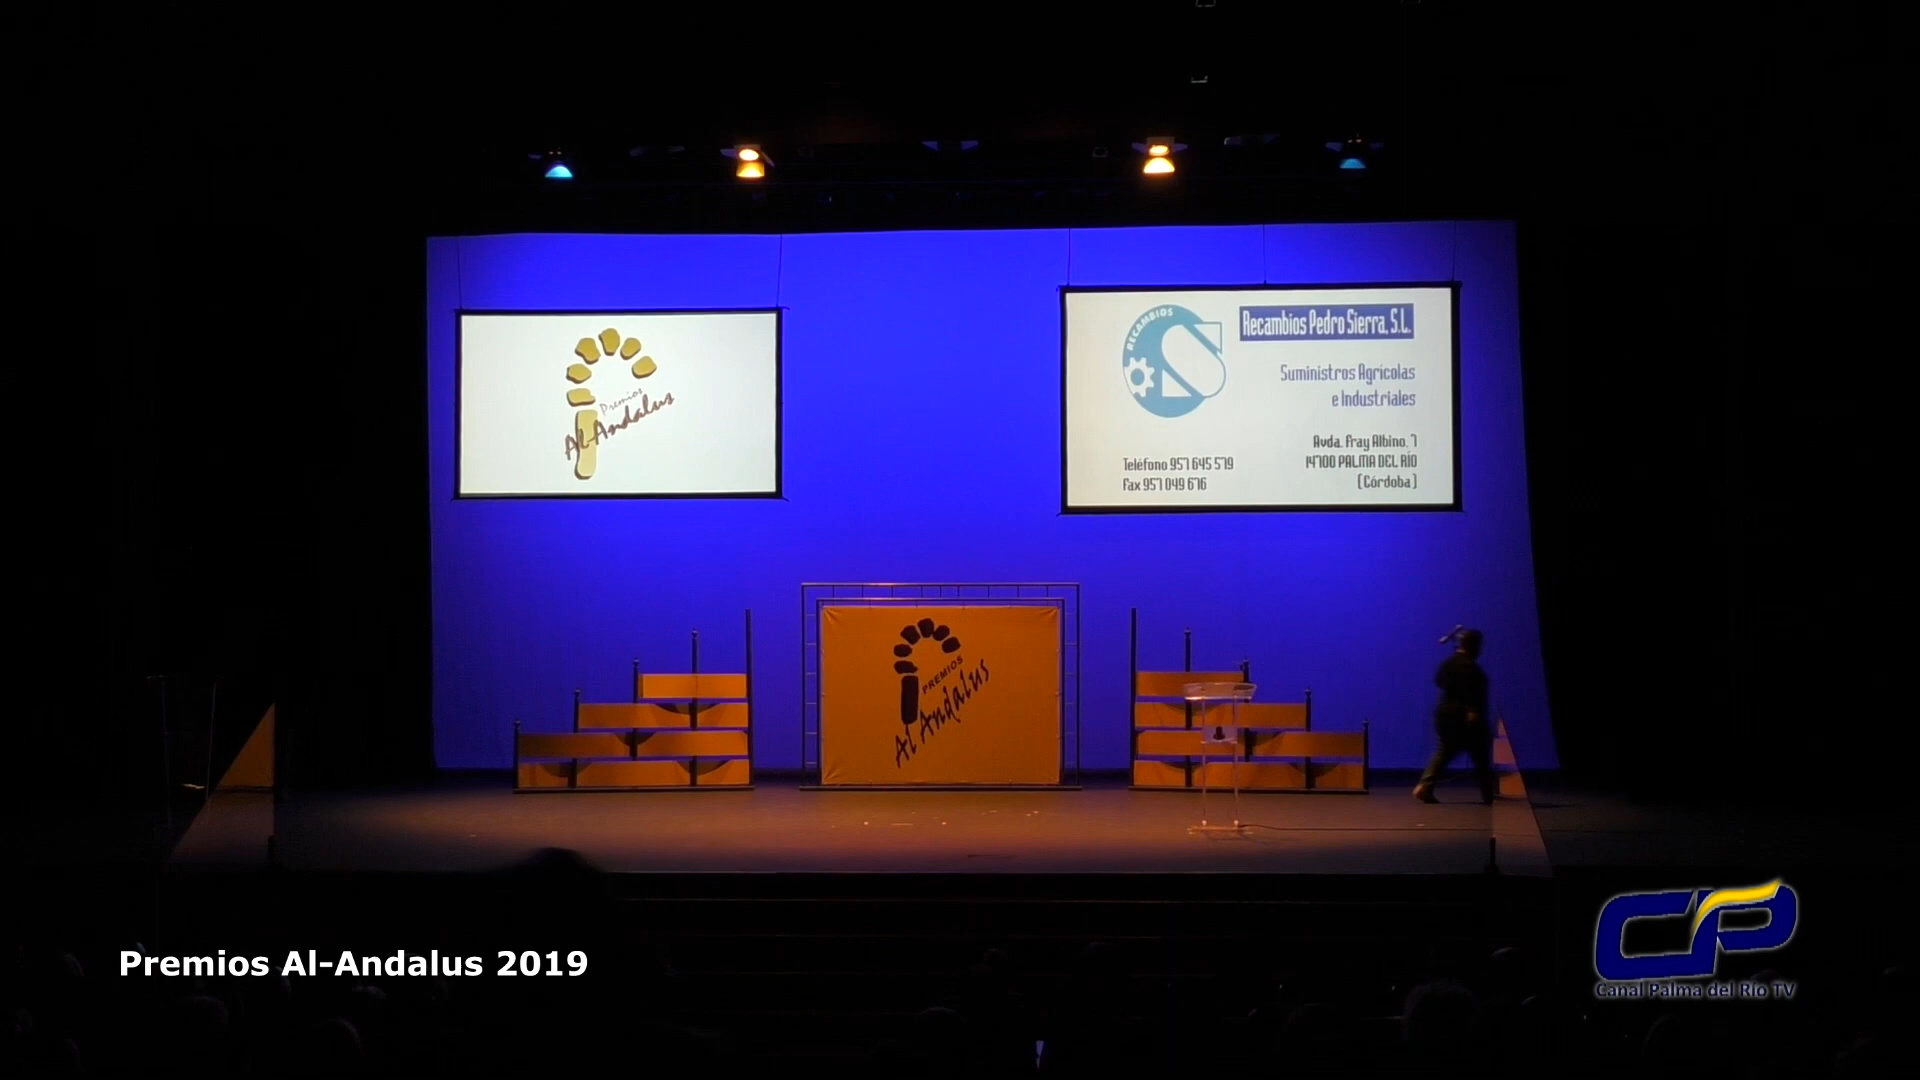 Premios
Al-Andalus
RECAMBIOS
Recambios Pedro Sierra, S.L.
Suministros Agrícolas
e Industriales
Avda. Fray Albino, 7
14700 PALMA DEL RÍO
(Córdoba)
Teléfono 957 645 579
Fax 957 049 676
PREMIOS
Al Andalus
Premios Al-Andalus 2019
CP
Canal Palma del Río TV